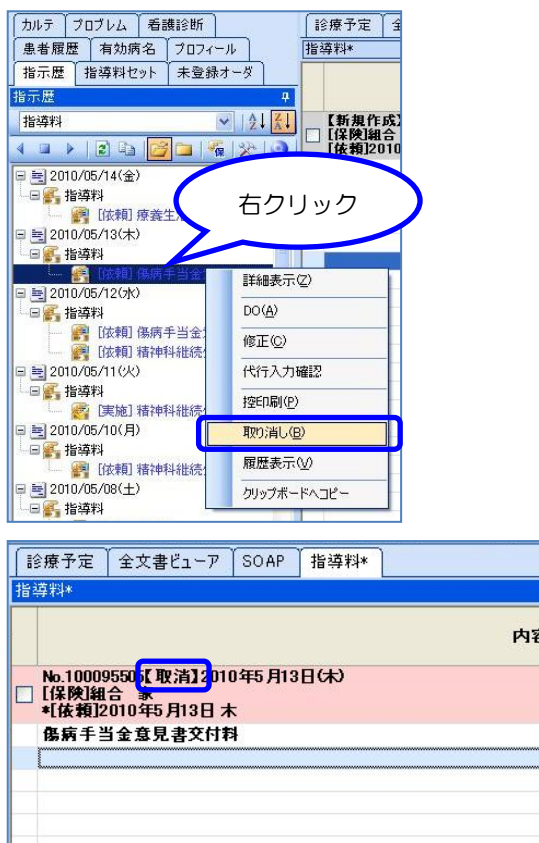 カルテ プロブレム 看護診断
患者履歴 有効病名 プロフィール
指示歴 指導料セット 未登録オーダ
指示歴
指導料
2010/05/14(金)
指導料
[依頼] 療養生
2010/05/13(木)
指導料
[依頼] 傷病手当金
2010/05/12(水)
指導料
[依頼] 傷病手当金
[依頼] 精神科継続
2010/05/11(火)
指導料
[実施] 精神科継続
2010/05/10(月)
指導料
[依頼] 精神科継続
2010/05/08(土)
指導料
診療予定 全
指導料*
【新規作成】
[保険]組合
[依頼]2010
右クリック
詳細表示(Z)
DO(A)
修正(C)
代行入力確認
控印刷(P)
取り消し(B)
履歴表示(V)
クリップボードへコピー
診療予定 全文書ビューア SOAP 指導料*
指導料*
内容
No.100095505【取消】2010年5月13日(木)
[保険]組合 家
*[依頼]2010年5月13日 木
傷病手当金意見書交付料